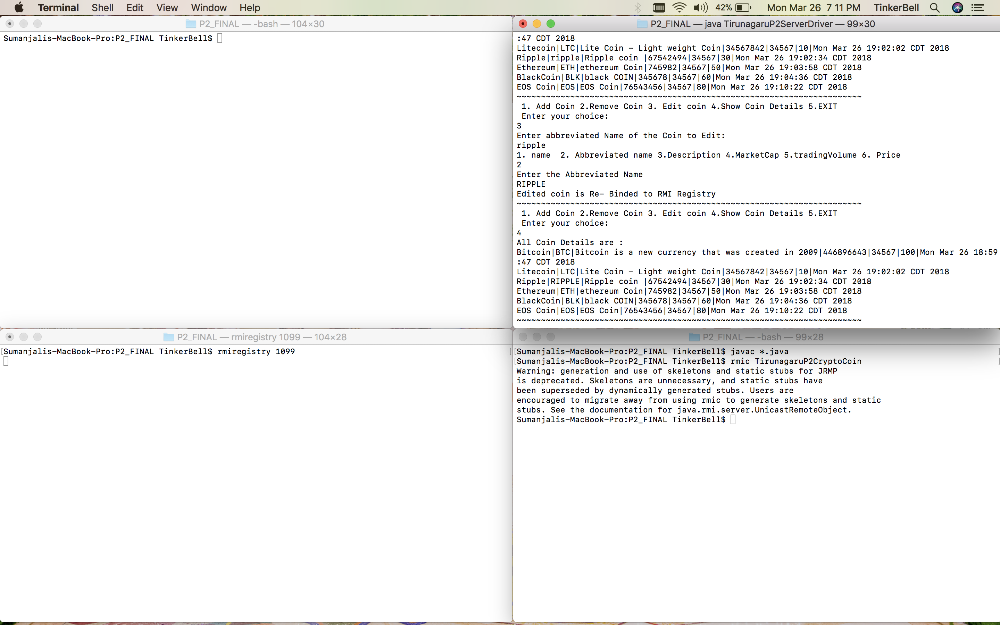 Terminal Shell Edit View Window Help 42% Mon Mar 26 7 11 PM TinkerBell
P2_FINAL — -bash — 104×30
Sumanjalis-MacBook-Pro:P2_FINAL TinkerBell$
P2_FINAL — java TirunagaruP2ServerDriver — 99×30
:47 CDT 2018
Litecoin|LTC|Lite Coin - Light weight Coin|34567842|34567|10|Mon Mar 26 19:02:02 CDT 2018
Ripple|ripple|Ripple coin |67542494|34567|30|Mon Mar 26 19:02:34 CDT 2018
Ethereum|ETH|ethereum Coin|745982|34567|50|Mon Mar 26 19:03:58 CDT 2018
BlackCoin|BLK|black COIN|345678|34567|60|Mon Mar 26 19:04:36 CDT 2018
EOS Coin|EOS|EOS Coin|76543456|34567|80|Mon Mar 26 19:10:22 CDT 2018
~~~~~~~~~~~~~~~~~~~~~~~~~~~~~~~~~~~~~~~~~~~~~~~~~~~~~~~~~~~~~~~~~~~~~~~
1. Add Coin 2.Remove Coin 3. Edit coin 4.Show Coin Details 5.EXIT
Enter your choice:
3
Enter abbreviated Name of the Coin to Edit:
ripple
1. name  2. Abbreviated name 3.Description 4.MarketCap 5.tradingVolume 6. Price
2
Enter the Abbreviated Name
RIPPLE
Edited coin is Re- Binded to RMI Registry
~~~~~~~~~~~~~~~~~~~~~~~~~~~~~~~~~~~~~~~~~~~~~~~~~~~~~~~~~~~~~~~~~~~~~~~
1. Add Coin 2.Remove Coin 3. Edit coin 4.Show Coin Details 5.EXIT
Enter your choice:
4
All Coin Details are :
Bitcoin|BTC|Bitcoin is a new currency that was created in 2009|446896643|34567|100|Mon Mar 26 18:59
:47 CDT 2018
Litecoin|LTC|Lite Coin - Light weight Coin|34567842|34567|10|Mon Mar 26 19:02:02 CDT 2018
Ripple|RIPPLE|Ripple coin |67542494|34567|30|Mon Mar 26 19:02:34 CDT 2018
Ethereum|ETH|ethereum Coin|745982|34567|50|Mon Mar 26 19:03:58 CDT 2018
BlackCoin|BLK|black COIN|345678|34567|60|Mon Mar 26 19:04:36 CDT 2018
EOS Coin|EOS|EOS Coin|76543456|34567|80|Mon Mar 26 19:10:22 CDT 2018
~~~~~~~~~~~~~~~~~~~~~~~~~~~~~~~~~~~~~~~~~~~~~~~~~~~~~~~~~~~~~~~~~~~~~~~
P2_FINAL — rmiregistry 1099 — 104×28
[Sumanjalis-MacBook-Pro:P2_FINAL TinkerBell$ rmiregistry 1099 ]
P2_FINAL — -bash — 99×28
[Sumanjalis-MacBook-Pro:P2_FINAL TinkerBell$ javac *.java ]
[Sumanjalis-MacBook-Pro:P2_FINAL TinkerBell$ rmic TirunagaruP2CryptoCoin ]
Warning: generation and use of skeletons and static stubs for JRMP
is deprecated. Skeletons are unnecessary, and static stubs have
been superseded by dynamically generated stubs. Users are
encouraged to migrate away from using rmic to generate skeletons and static
stubs. See the documentation for java.rmi.server.UnicastRemoteObject.
Sumanjalis-MacBook-Pro:P2_FINAL TinkerBell$